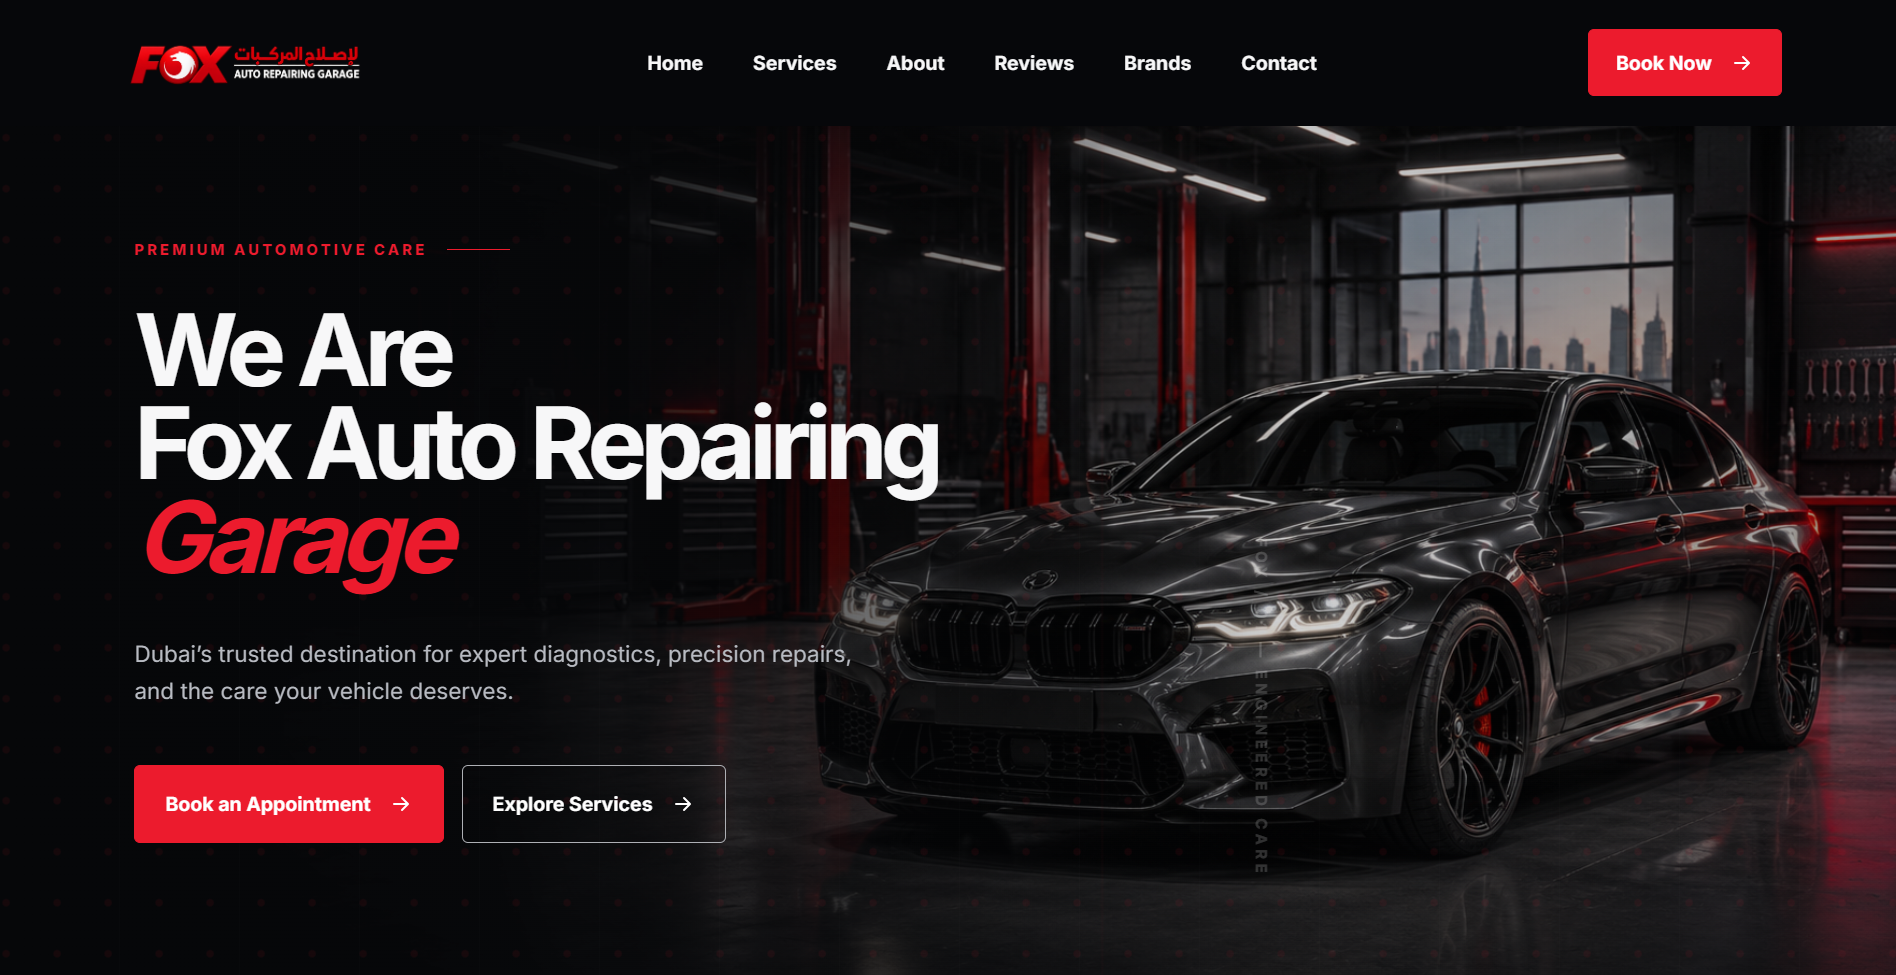 FOX
لإصلاح المركبات
AUTO REPAIRING GARAGE
Home
Services
About
Reviews
Brands
Contact
Book Now
PREMIUM AUTOMOTIVE CARE
We Are
Fox Auto Repairing
Garage
Dubai’s trusted destination for expert diagnostics, precision repairs,
and the care your vehicle deserves.
Book an Appointment
Explore Services
ENGINEERED CARE